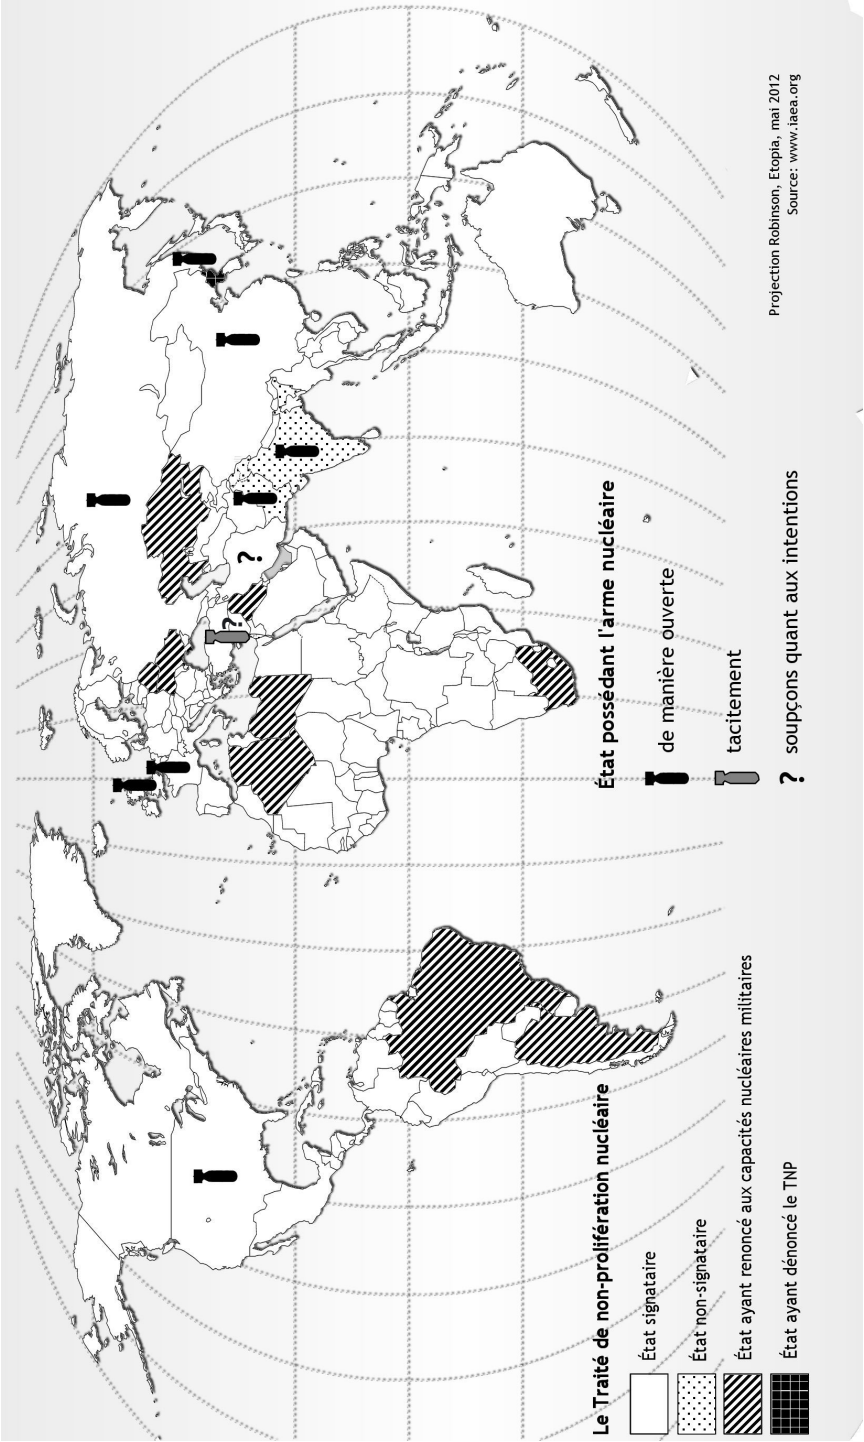 Le Traité de non-prolifération nucléaire
État signataire
État non-signataire
État ayant renoncé aux capacités nucléaires militaires
État ayant dénoncé le TNP
État possédant l'arme nucléaire
de manière ouverte
tacitement
? soupçons quant aux intentions
?
?
Projection Robinson, Etopia, mai 2012
Source: www.iaea.org